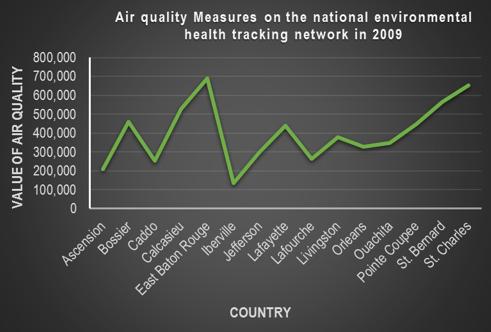 Air quality Measures on the national environmental
health tracking network in 2009
VALUE OF AIR QUALITY
800,000
700,000
600,000
500,000
400,000
300,000
200,000
100,000
0
Ascension
Bossier
Caddo
Calcasieu
East Baton Rouge
Iberville
Jefferson
Lafayette
Lafourche
Livingston
Orleans
Ouachita
Pointe Coupee
St. Bernard
St. Charles
COUNTRY